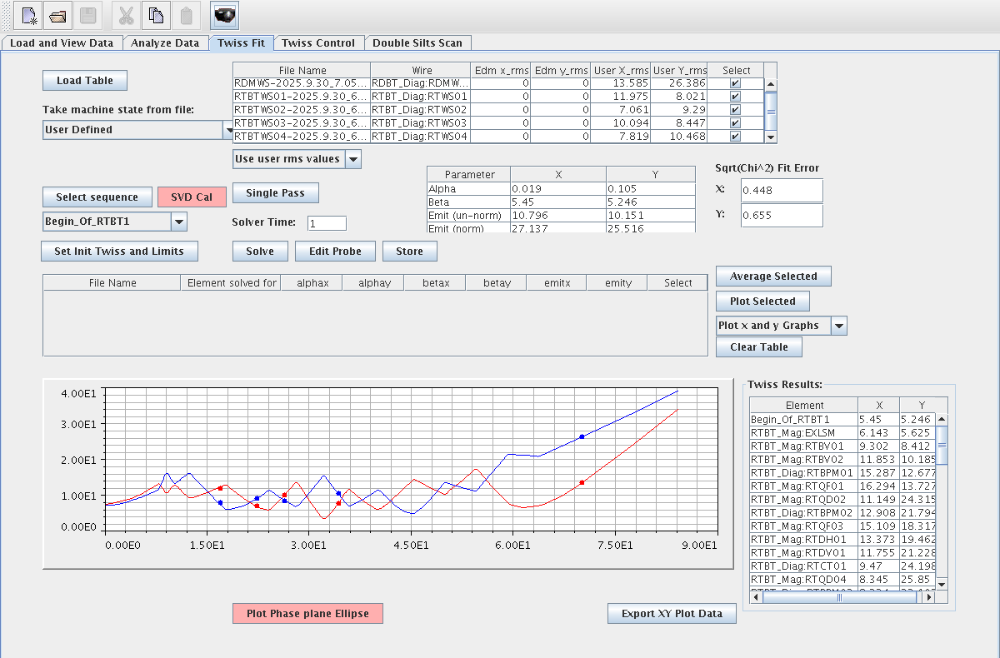 Load and View Data Analyze Data Twiss Fit Twiss Control Double Silts Scan
Load Table
Take machine state from file:
User Defined
File Name Wire Edm x_rms Edm y_rms User X_rms User Y_rms Select
RDMWS-2025.9.30_7.05... RDBT_Diag:RDMW... 0 0 13.585 26.386
RTBTWS01-2025.9.30_6... RTBT_Diag:RTWS01 0 0 11.975 8.021
RTBTWS02-2025.9.30_6... RTBT_Diag:RTWS02 0 0 7.061 9.29
RTBTWS03-2025.9.30_6... RTBT_Diag:RTWS03 0 0 10.094 8.447
RTBTWS04-2025.9.30_6... RTBT_Diag:RTWS04 0 0 7.819 10.468
Use user rms values
Select sequence SVD Cal Single Pass
Begin_Of_RTBT1 Solver Time: 1
Set Init Twiss and Limits Solve Edit Probe Store
Parameter X Y
Alpha 0.019 0.105
Beta 5.45 5.246
Emit (un-norm) 10.796 10.151
Emit (norm) 27.137 25.516
Sqrt(Chi^2) Fit Error
X: 0.448
Y: 0.655
File Name Element solved for alphax alphay betax betay emitx emity Select
Average Selected
Plot Selected
Plot x and y Graphs
Clear Table
4.00E1
3.00E1
2.00E1
1.00E1
0.00E0
0.00E0 1.50E1 3.00E1 4.50E1 6.00E1 7.50E1 9.00E1
Twiss Results:
Element X Y
Begin_Of_RTBT1 5.45 5.246
RTBT_Mag:EXLSM 6.143 5.625
RTBT_Mag:RTBV01 9.302 8.412
RTBT_Mag:RTBV02 11.853 10.185
RTBT_Diag:RTBPM01 15.287 12.677
RTBT_Mag:RTQF01 16.294 13.727
RTBT_Mag:RTQD02 11.149 24.315
RTBT_Diag:RTBPM02 12.908 21.794
RTBT_Mag:RTQF03 15.109 18.317
RTBT_Mag:RTDH01 13.373 19.462
RTBT_Mag:RTDV01 11.755 21.228
RTBT_Diag:RTCT01 9.47 24.198
RTBT_Mag:RTQD04 8.345 25.85
Plot Phase plane Ellipse
Export XY Plot Data